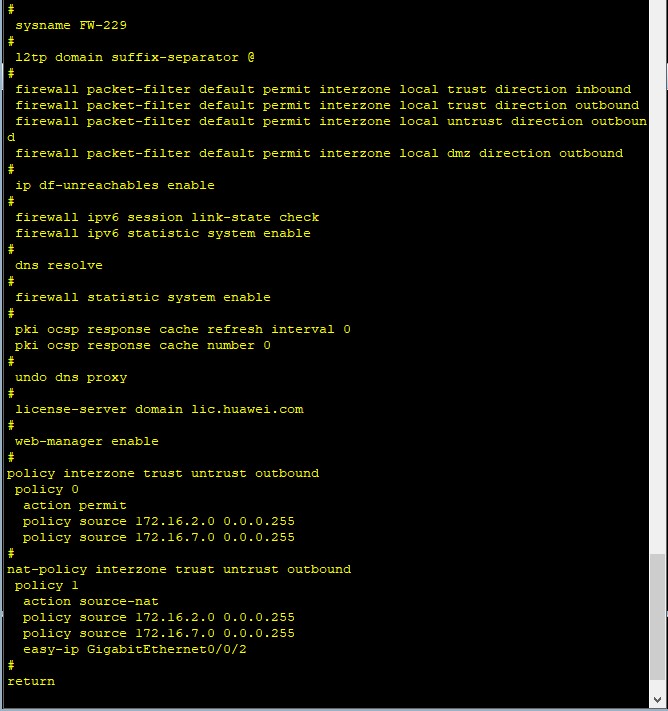 #
 sysname FW-229
#
 l2tp domain suffix-separator @
#
 firewall packet-filter default permit interzone local trust direction inbound
 firewall packet-filter default permit interzone local trust direction outbound
 firewall packet-filter default permit interzone local untrust direction outboun
d
 firewall packet-filter default permit interzone local dmz direction outbound
#
 ip df-unreachables enable
#
 firewall ipv6 session link-state check
 firewall ipv6 statistic system enable
#
 dns resolve
#
 firewall statistic system enable
#
 pki ocsp response cache refresh interval 0
 pki ocsp response cache number 0
#
 undo dns proxy
#
 license-server domain lic.huawei.com
#
 web-manager enable
#
policy interzone trust untrust outbound
 policy 0
  action permit
  policy source 172.16.2.0 0.0.0.255
  policy source 172.16.7.0 0.0.0.255
#
nat-policy interzone trust untrust outbound
 policy 1
  action source-nat
  policy source 172.16.2.0 0.0.0.255
  policy source 172.16.7.0 0.0.0.255
  easy-ip GigabitEthernet0/0/2
#
return